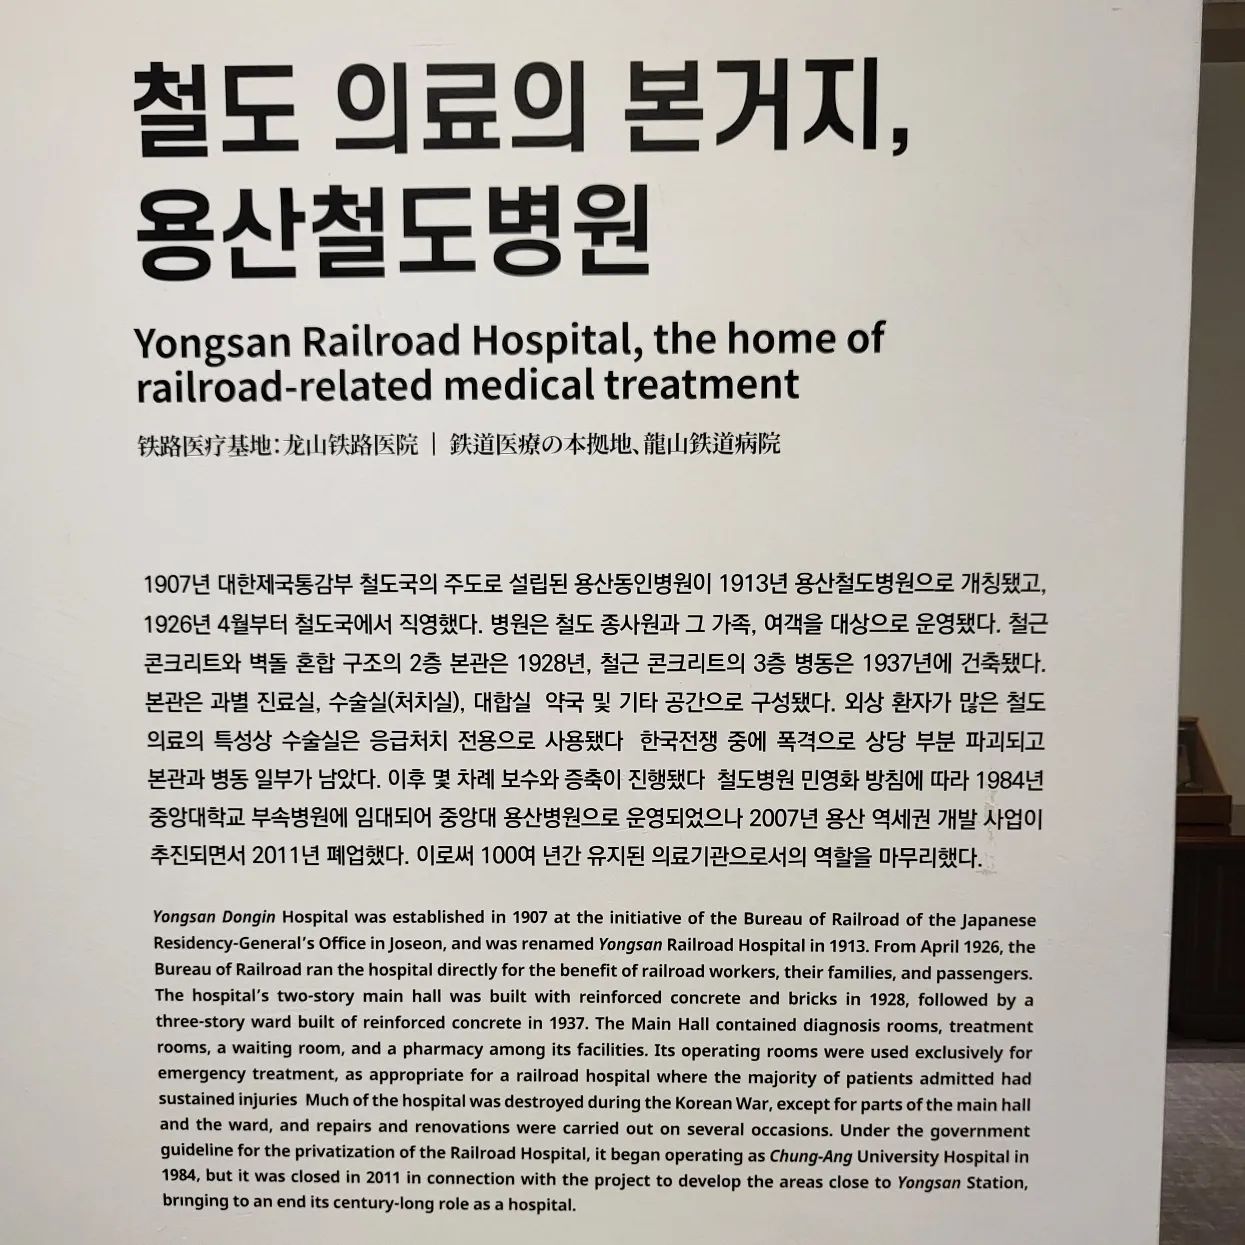 철도 의료의 본거지,
용산철도병원
Yongsan Railroad Hospital, the home of
railroad-related medical treatment
铁路医疗基地：龙山铁路医院 | 鉄道医療の本拠地、龍山鉄道病院
1907년 대한제국통감부 철도국의 주도로 설립된 용산동인병원이 1913년 용산철도병원으로 개칭됐고,
1926년 4월부터 철도국에서 직영했다. 병원은 철도 종사원과 그 가족, 여객을 대상으로 운영됐다. 철근
콘크리트와 벽돌 혼합 구조의 2층 본관은 1928년, 철근 콘크리트의 3층 병동은 1937년에 건축됐다.
본관은 과별 진료실, 수술실(처치실), 대합실 약국 및 기타 공간으로 구성됐다. 외상 환자가 많은 철도
의료의 특성상 수술실은 응급처치 전용으로 사용됐다 한국전쟁 중에 폭격으로 상당 부분 파괴되고
본관과 병동 일부가 남았다. 이후 몇 차례 보수와 증축이 진행됐다 철도병원 민영화 방침에 따라 1984년
중앙대학교 부속병원에 임대되어 중앙대 용산병원으로 운영되었으나 2007년 용산 역세권 개발 사업이
추진되면서 2011년 폐업했다. 이로써 100여 년간 유지된 의료기관으로서의 역할을 마무리했다.
Yongsan Dongin Hospital was established in 1907 at the initiative of the Bureau of Railroad of the Japanese
Residency-General's Office in Joseon, and was renamed Yongsan Railroad Hospital in 1913. From April 1926, the
Bureau of Railroad ran the hospital directly for the benefit of railroad workers, their families, and passengers.
The hospital's two-story main hall was built with reinforced concrete and bricks in 1928, followed by a
three-story ward built of reinforced concrete in 1937. The Main Hall contained diagnosis rooms, treatment
rooms, a waiting room, and a pharmacy among its facilities. Its operating rooms were used exclusively for
emergency treatment, as appropriate for a railroad hospital where the majority of patients admitted had
sustained injuries Much of the hospital was destroyed during the Korean War, except for parts of the main hall
and the ward, and repairs and renovations were carried out on several occasions. Under the government
guideline for the privatization of the Railroad Hospital, it began operating as Chung-Ang University Hospital in
1984, but it was closed in 2011 in connection with the project to develop the areas close to Yongsan Station,
bringing to an end its century-long role as a hospital.